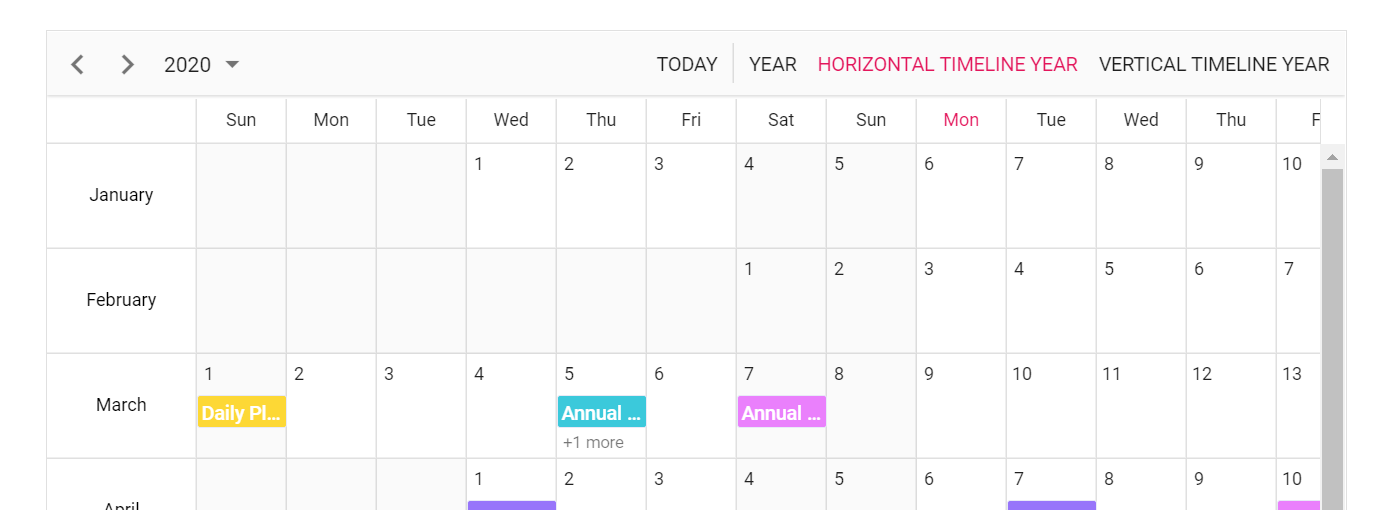 2020 TODAY YEAR HORIZONTAL TIMELINE YEAR VERTICAL TIMELINE YEAR
Sun Mon Tue Wed Thu Fri Sat Sun Mon Tue Wed Thu F
1 2 3 4 5 6 7 8 9 10
January
1 2 3 4 5 6 7
February
1 2 3 4 5 6 7 8 9 10 11 12 13
March
Daily Pl... Annual ... Annual ...
+1 more
1 2 3 4 5 6 7 8 9 10
April